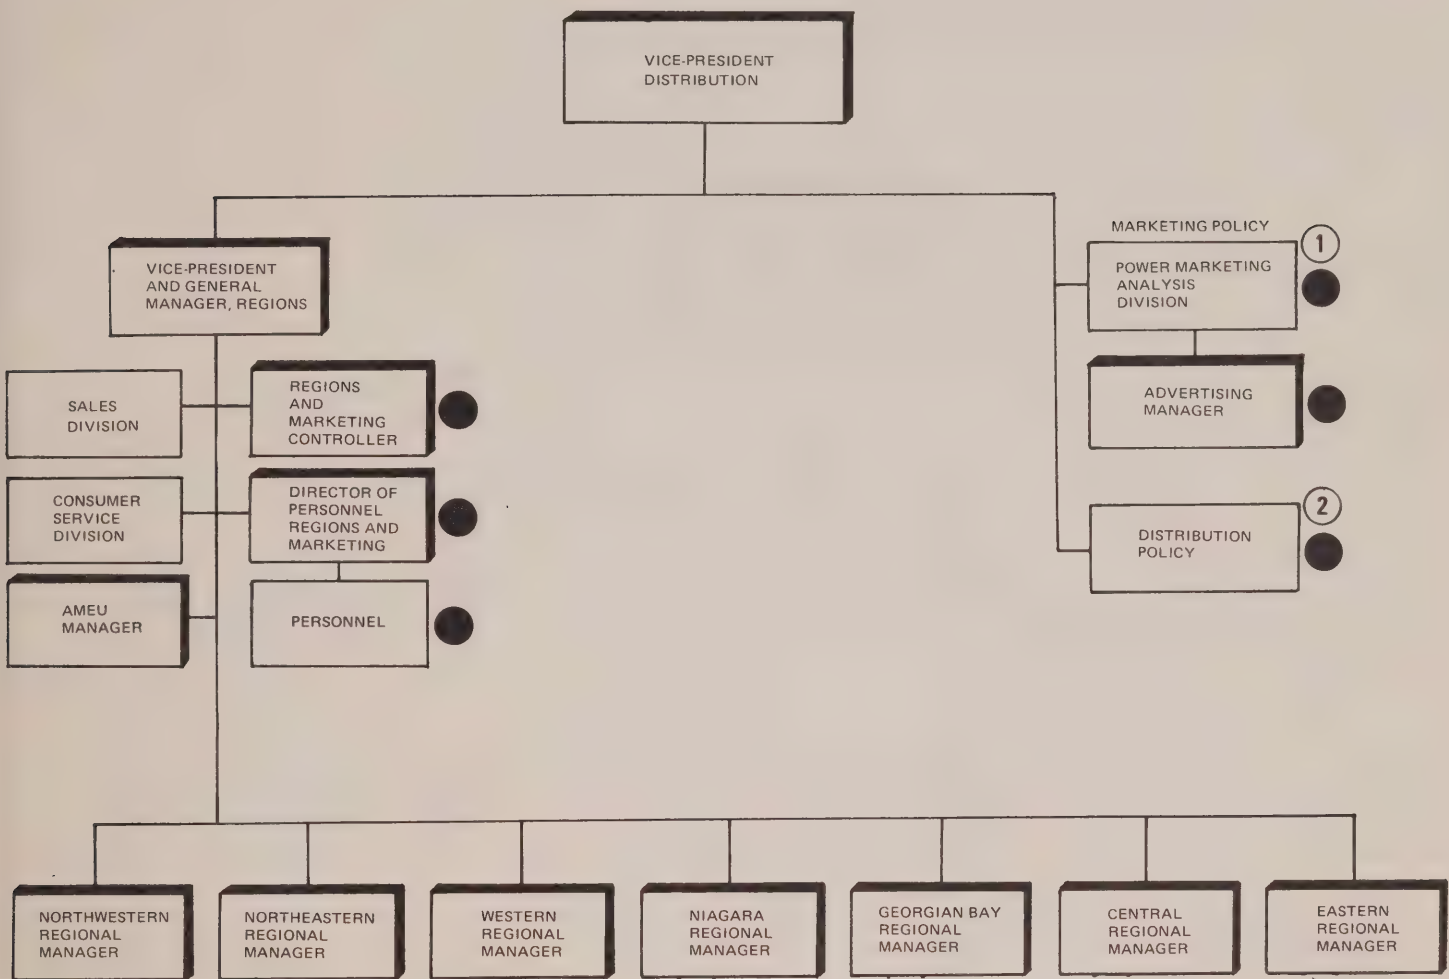 VICE-PRESIDENT
DISTRIBUTION
MARKETING POLICY
1
VICE-PRESIDENT
AND GENERAL
MANAGER, REGIONS
POWER MARKETING
ANALYSIS
DIVISION
SALES
DIVISION
REGIONS
AND
MARKETING
CONTROLLER
ADVERTISING
MANAGER
CONSUMER
SERVICE
DIVISION
DIRECTOR OF
PERSONNEL
REGIONS AND
MARKETING
2
DISTRIBUTION
POLICY
AMEU
MANAGER
PERSONNEL
NORTHWESTERN
REGIONAL
MANAGER
NORTHEASTERN
REGIONAL
MANAGER
WESTERN
REGIONAL
MANAGER
NIAGARA
REGIONAL
MANAGER
GEORGIAN BAY
REGIONAL
MANAGER
CENTRAL
REGIONAL
MANAGER
EASTERN
REGIONAL
MANAGER